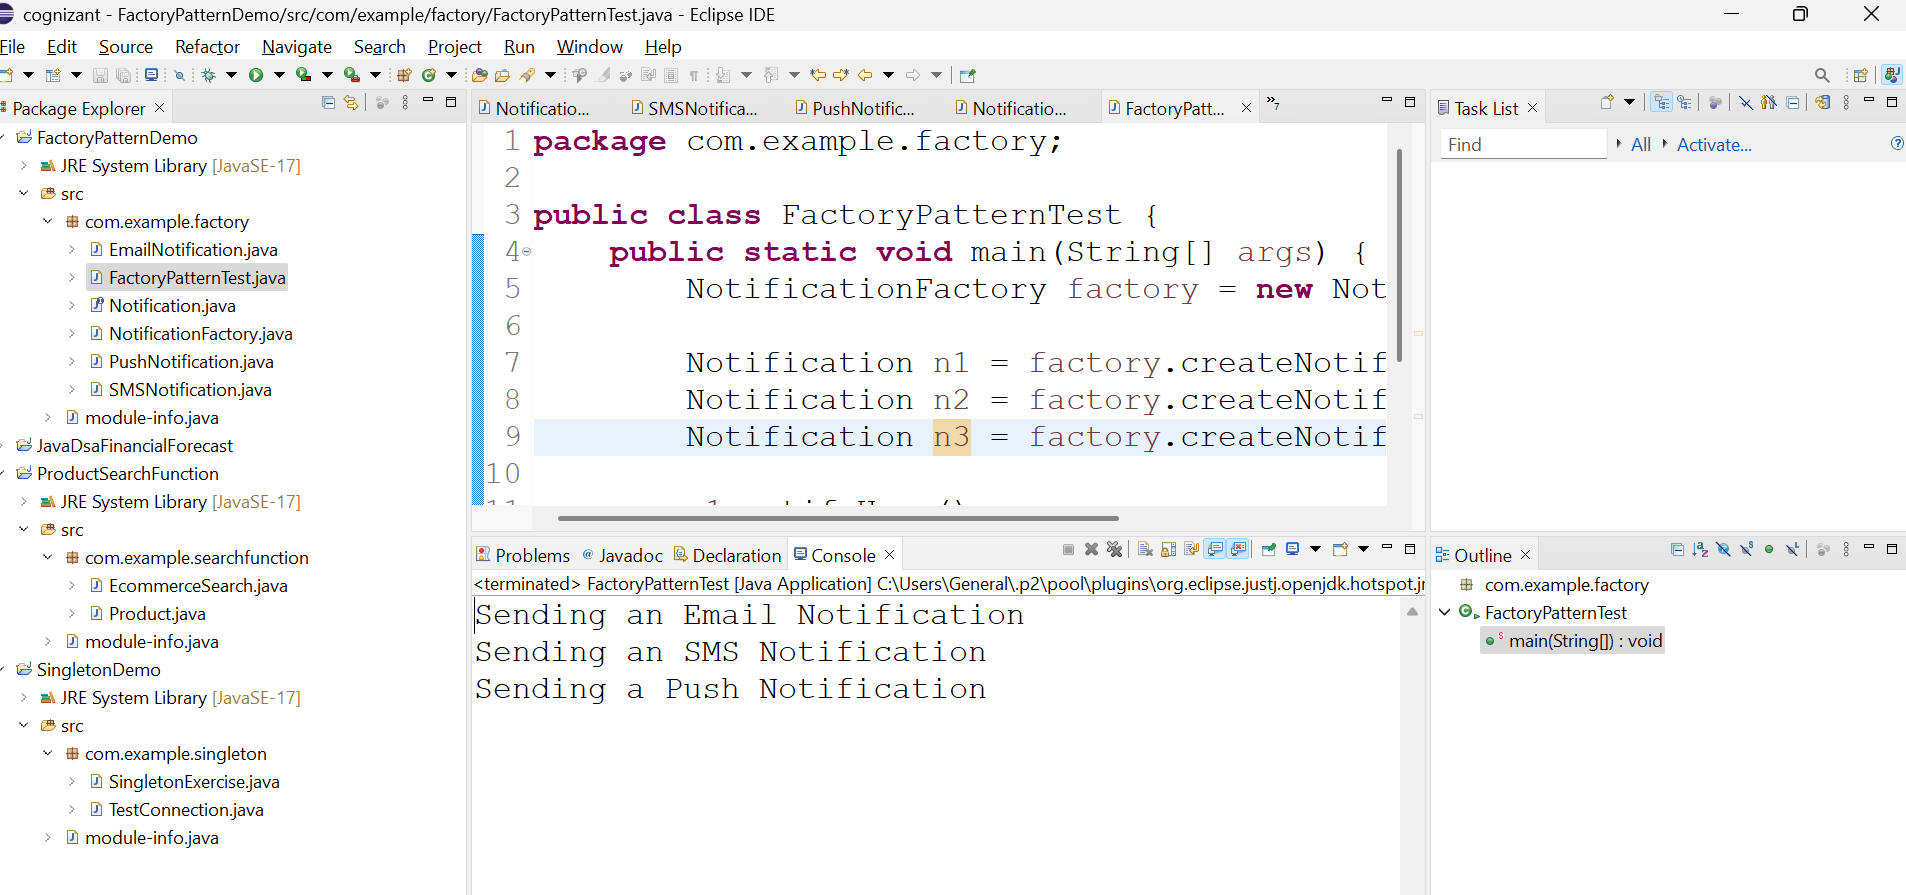 cognizant - FactoryPatternDemo/src/com/example/factory/FactoryPatternTest.java - Eclipse IDE
File Edit Source Refactor Navigate Search Project Run Window Help
Package Explorer
FactoryPatternDemo
JRE System Library [JavaSE-17]
src
com.example.factory
EmailNotification.java
FactoryPatternTest.java
Notification.java
NotificationFactory.java
PushNotification.java
SMSNotification.java
module-info.java
JavaDsaFinancialForecast
ProductSearchFunction
JRE System Library [JavaSE-17]
src
com.example.searchfunction
EcommerceSearch.java
Product.java
module-info.java
SingletonDemo
JRE System Library [JavaSE-17]
src
com.example.singleton
SingletonExercise.java
TestConnection.java
module-info.java
Notificatio... SMSNotifica... PushNotific... Notificatio... FactoryPatt... »7
1 package com.example.factory;
2
3 public class FactoryPatternTest {
4 public static void main(String[] args) {
5 NotificationFactory factory = new Not
6
7 Notification n1 = factory.createNotif
8 Notification n2 = factory.createNotif
9 Notification n3 = factory.createNotif
10
Problems Javadoc Declaration Console
<terminated> FactoryPatternTest [Java Application] C:\Users\General\.p2\pool\plugins\org.eclipse.justj.openjdk.hotspot.jr
Sending an Email Notification
Sending an SMS Notification
Sending a Push Notification
Task List
Find All Activate...
Outline
com.example.factory
FactoryPatternTest
main(String[]) : void